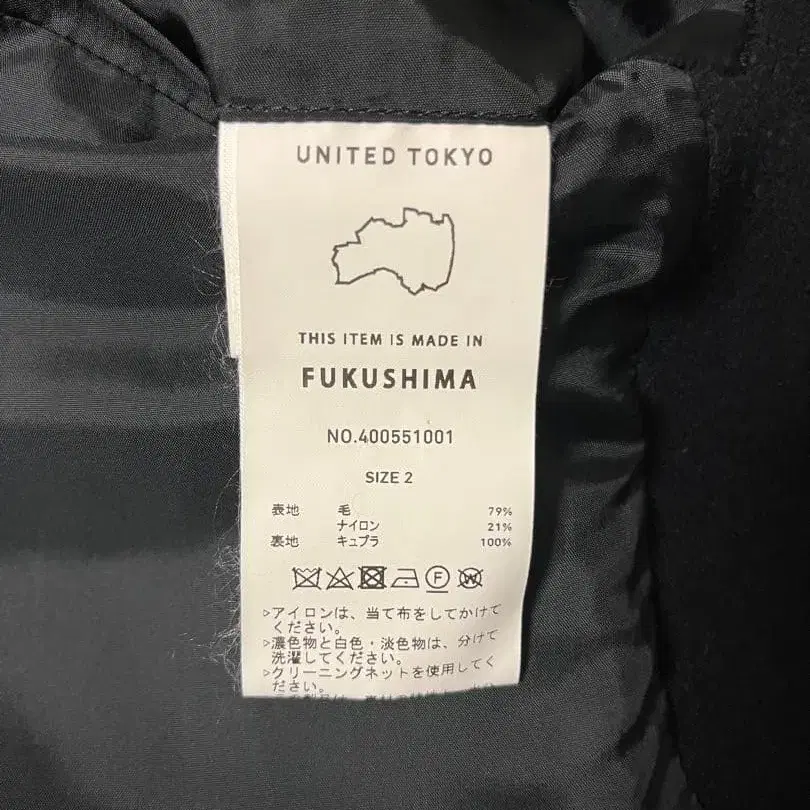 UNITED TOKYO
THIS ITEM IS MADE IN
FUKUSHIMA
NO.400551001
SIZE 2
表地 毛 79%
ナイロン 21%
裏地 キュプラ 100%
F W
▷アイロンは、当て布をしてかけて
ください。
▷濃色物と白色・淡色物は、分けて
洗濯してください。
▷クリーニングネットを使用してく
ださい。